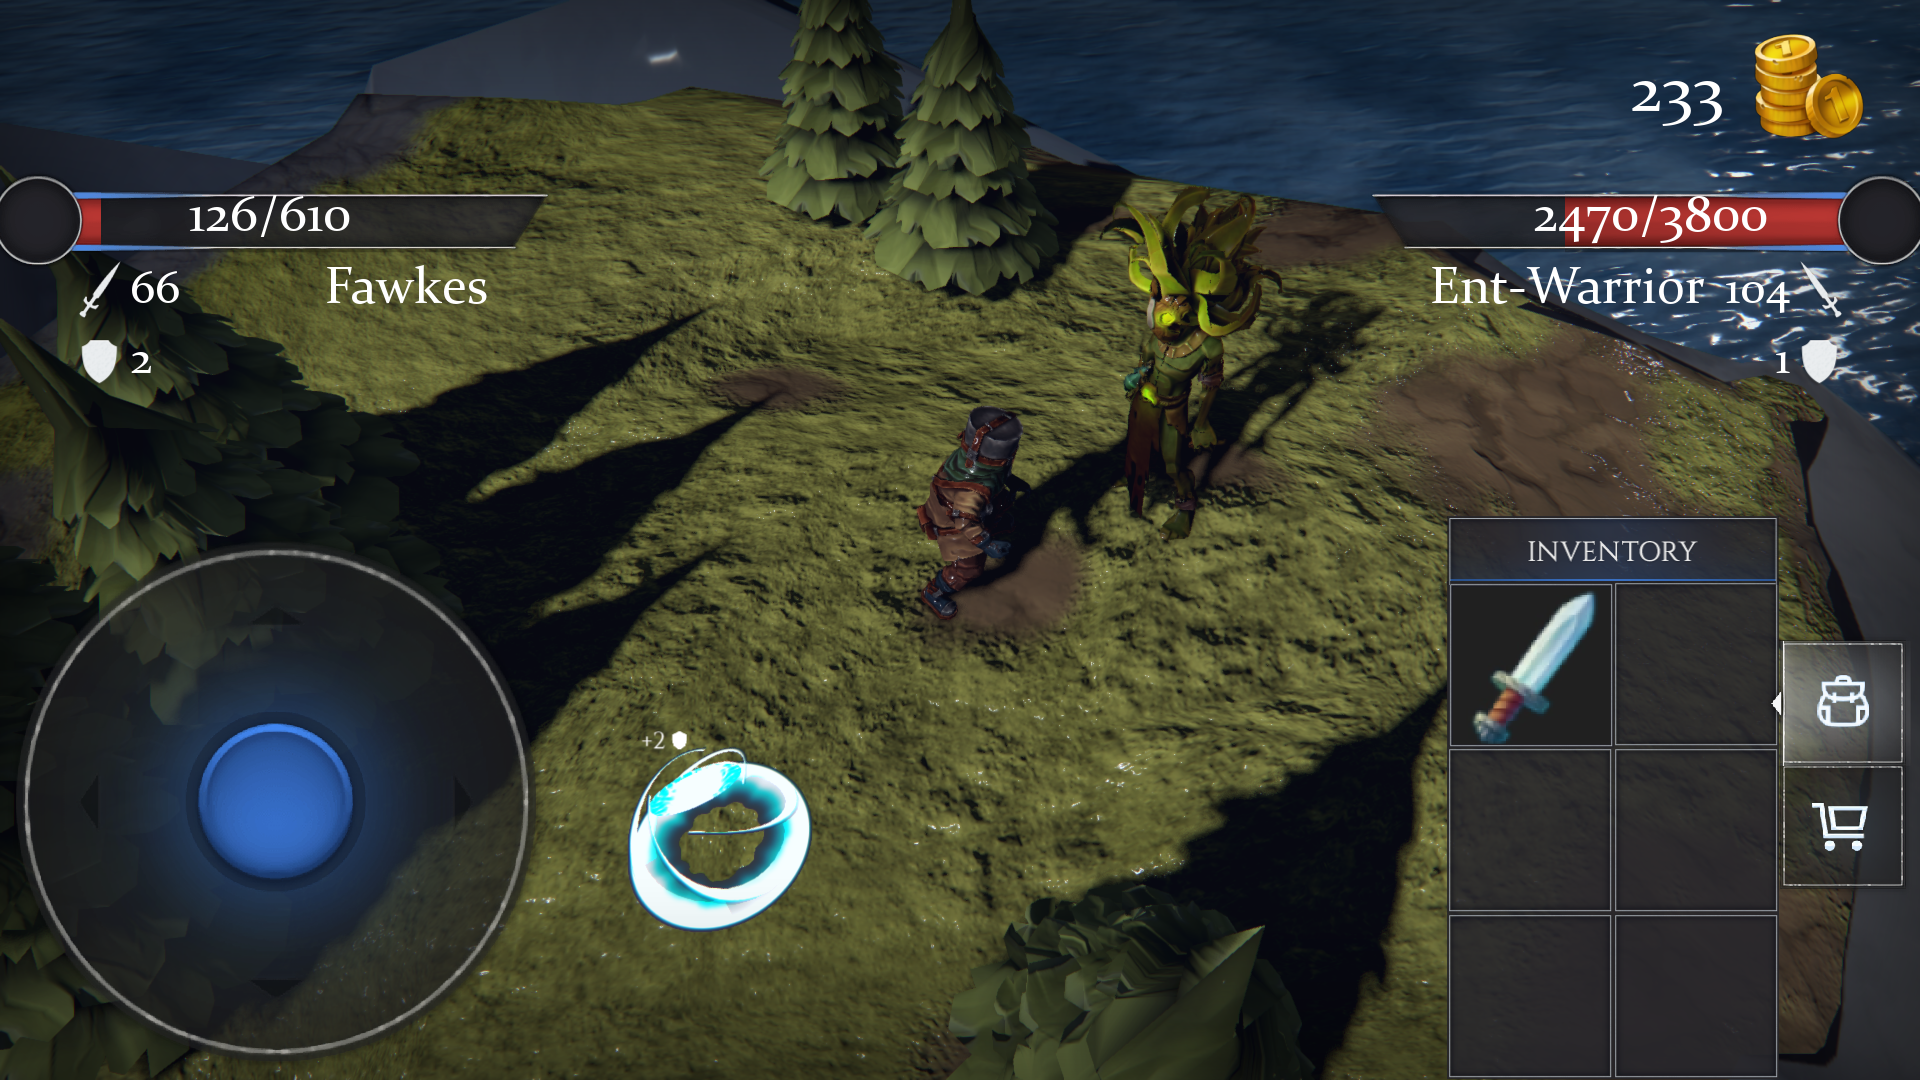 233
126/610
2470/3800
66
Fawkes
Ent-Warrior 104
2
1
INVENTORY
+2